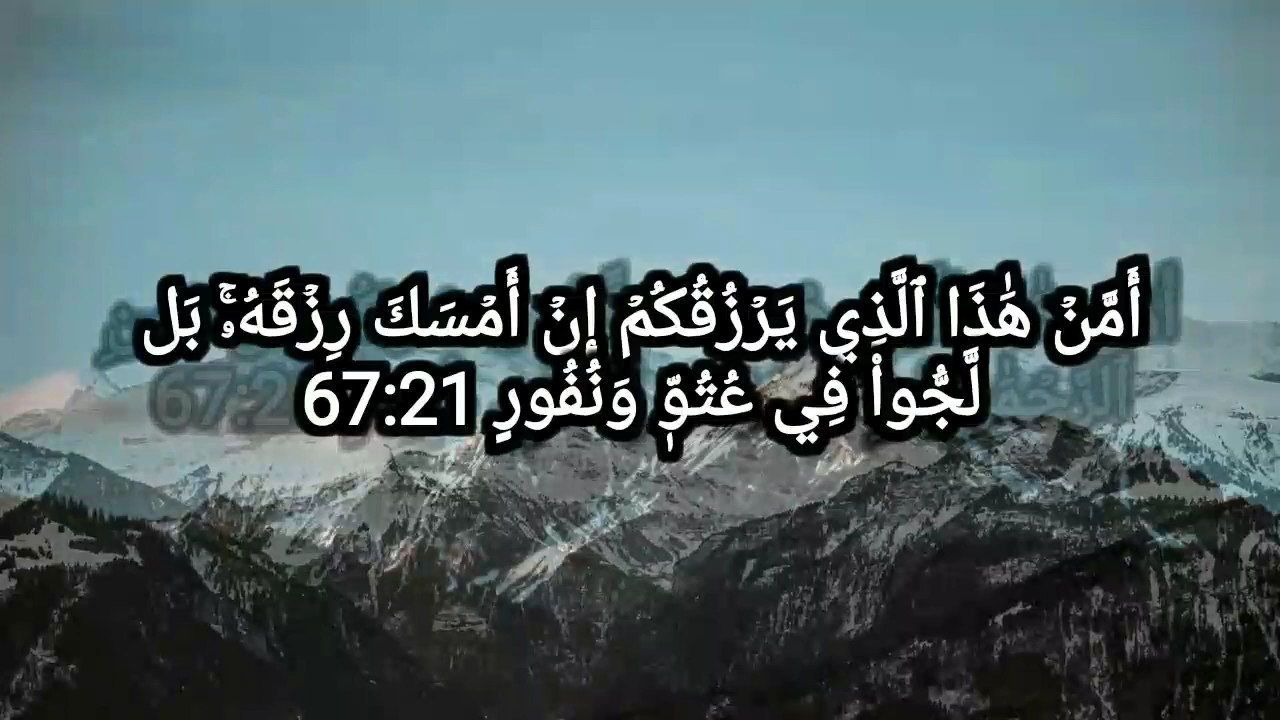 أَمَّنۡ هَٰذَا ٱلَّذِي يَرۡزُقُكُمۡ إِنۡ أَمۡسَكَ رِزۡقَهُۥۚ بَل
لَّجُّواْ فِي عُتُوّٖ وَنُفُورٍ 67:21